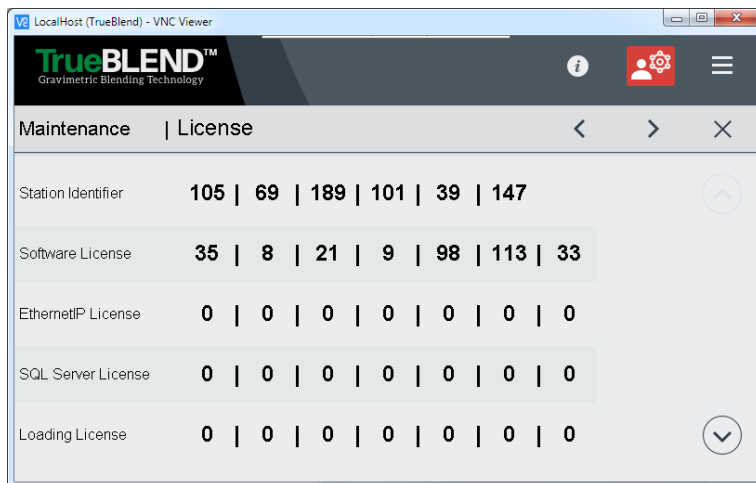 LocalHost (TrueBlend) - VNC Viewer
TrueBLEND™
Gravimetric Blending Technology
Maintenance | License
Station Identifier 105 | 69 | 189 | 101 | 39 | 147
Software License 35 | 8 | 21 | 9 | 98 | 113 | 33
EthernetIP License 0 | 0 | 0 | 0 | 0 | 0 | 0
SQL Server License 0 | 0 | 0 | 0 | 0 | 0 | 0
Loading License 0 | 0 | 0 | 0 | 0 | 0 | 0